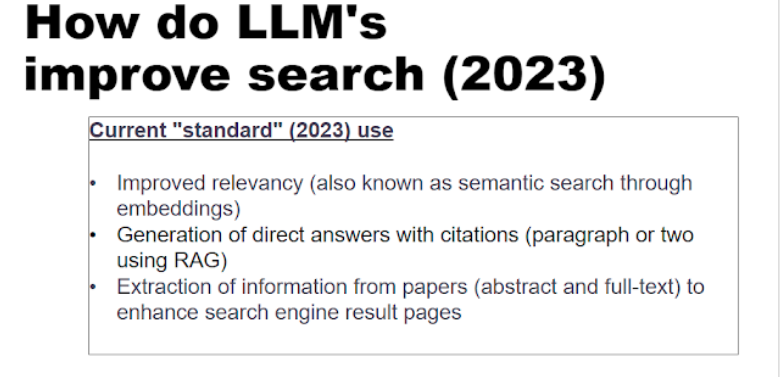 How do LLM's
improve search (2023)
Current "standard" (2023) use
• Improved relevancy (also known as semantic search through
embeddings)
• Generation of direct answers with citations (paragraph or two
using RAG)
• Extraction of information from papers (abstract and full-text) to
enhance search engine result pages